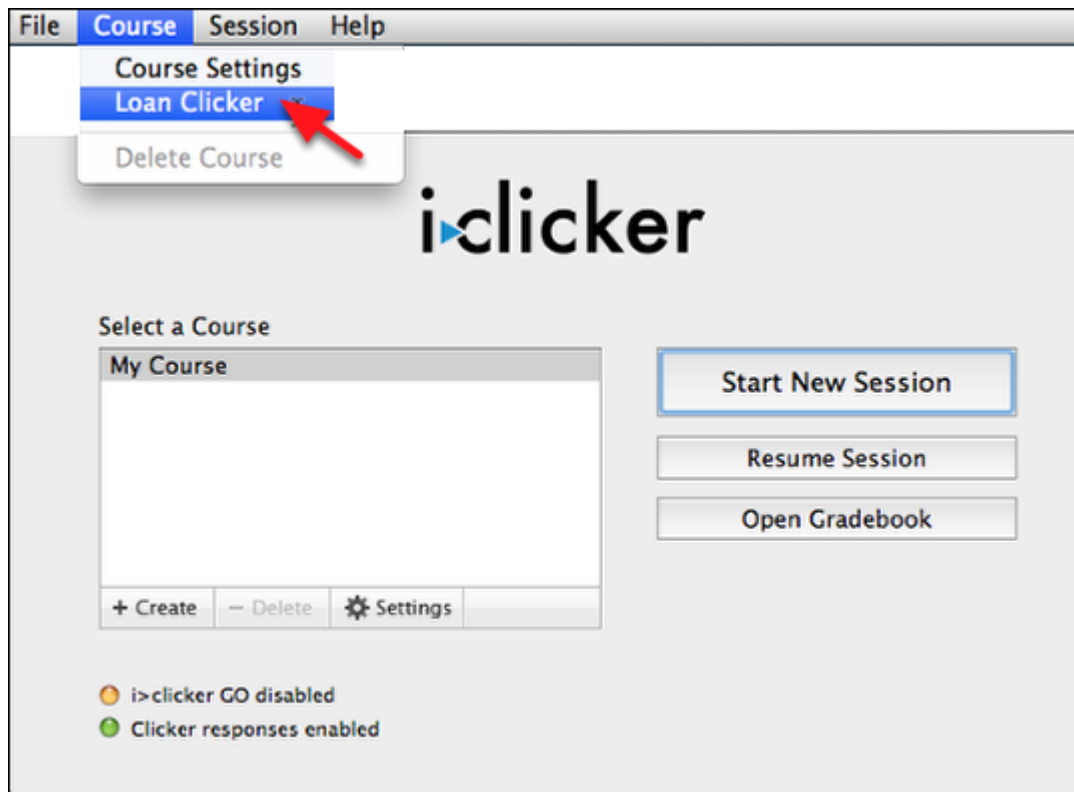 File Course Session Help
Course Settings
Loan Clicker
Delete Course
i>clicker
Select a Course
My Course
Start New Session
Resume Session
Open Gradebook
+ Create − Delete Settings
i>clicker GO disabled
Clicker responses enabled